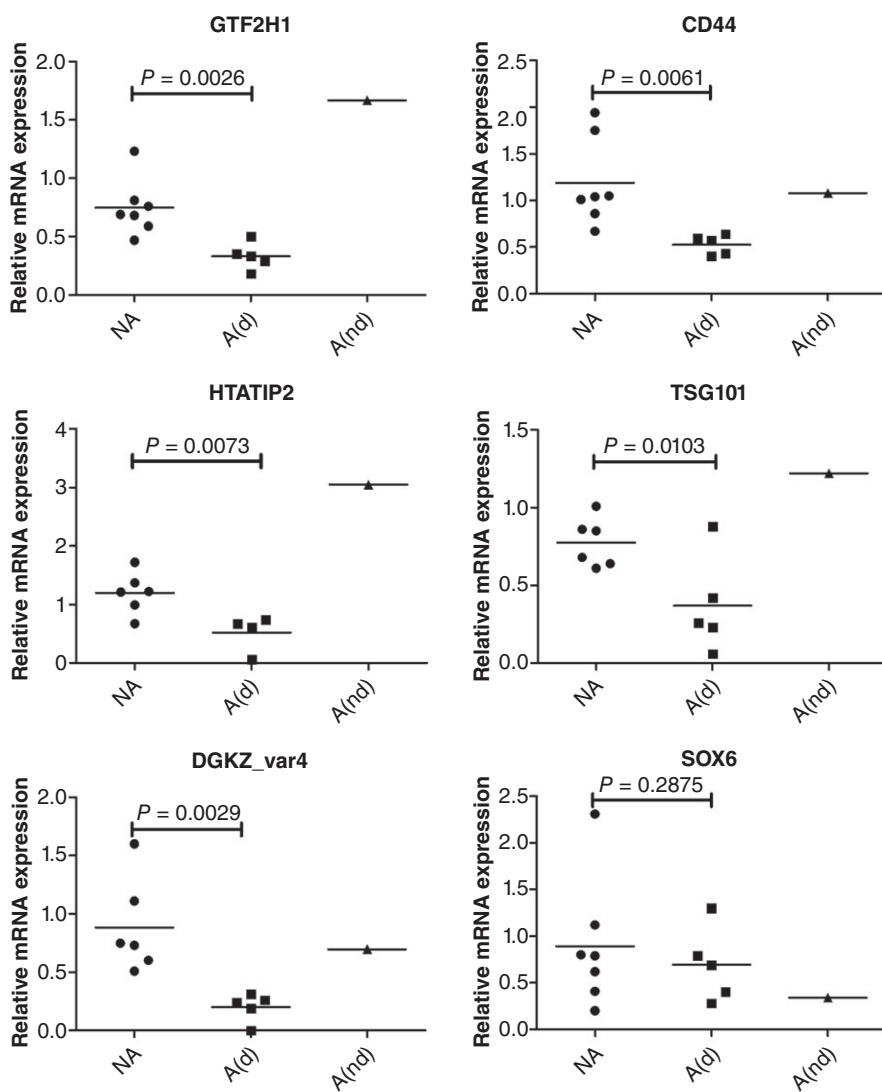 GTF2H1
Relative mRNA expression
2.0
1.5
1.0
0.5
0.0
P = 0.0026
NA
A(d)
A(nd)
CD44
Relative mRNA expression
2.5
2.0
1.5
1.0
0.5
0.0
P = 0.0061
NA
A(d)
A(nd)
HTATIP2
Relative mRNA expression
4
3
2
1
0
P = 0.0073
NA
A(d)
A(nd)
TSG101
Relative mRNA expression
1.5
1.0
0.5
0.0
P = 0.0103
NA
A(d)
A(nd)
DGKZ_var4
Relative mRNA expression
2.0
1.5
1.0
0.5
0.0
P = 0.0029
NA
A(d)
A(nd)
SOX6
Relative mRNA expression
2.5
2.0
1.5
1.0
0.5
0.0
P = 0.2875
NA
A(d)
A(nd)